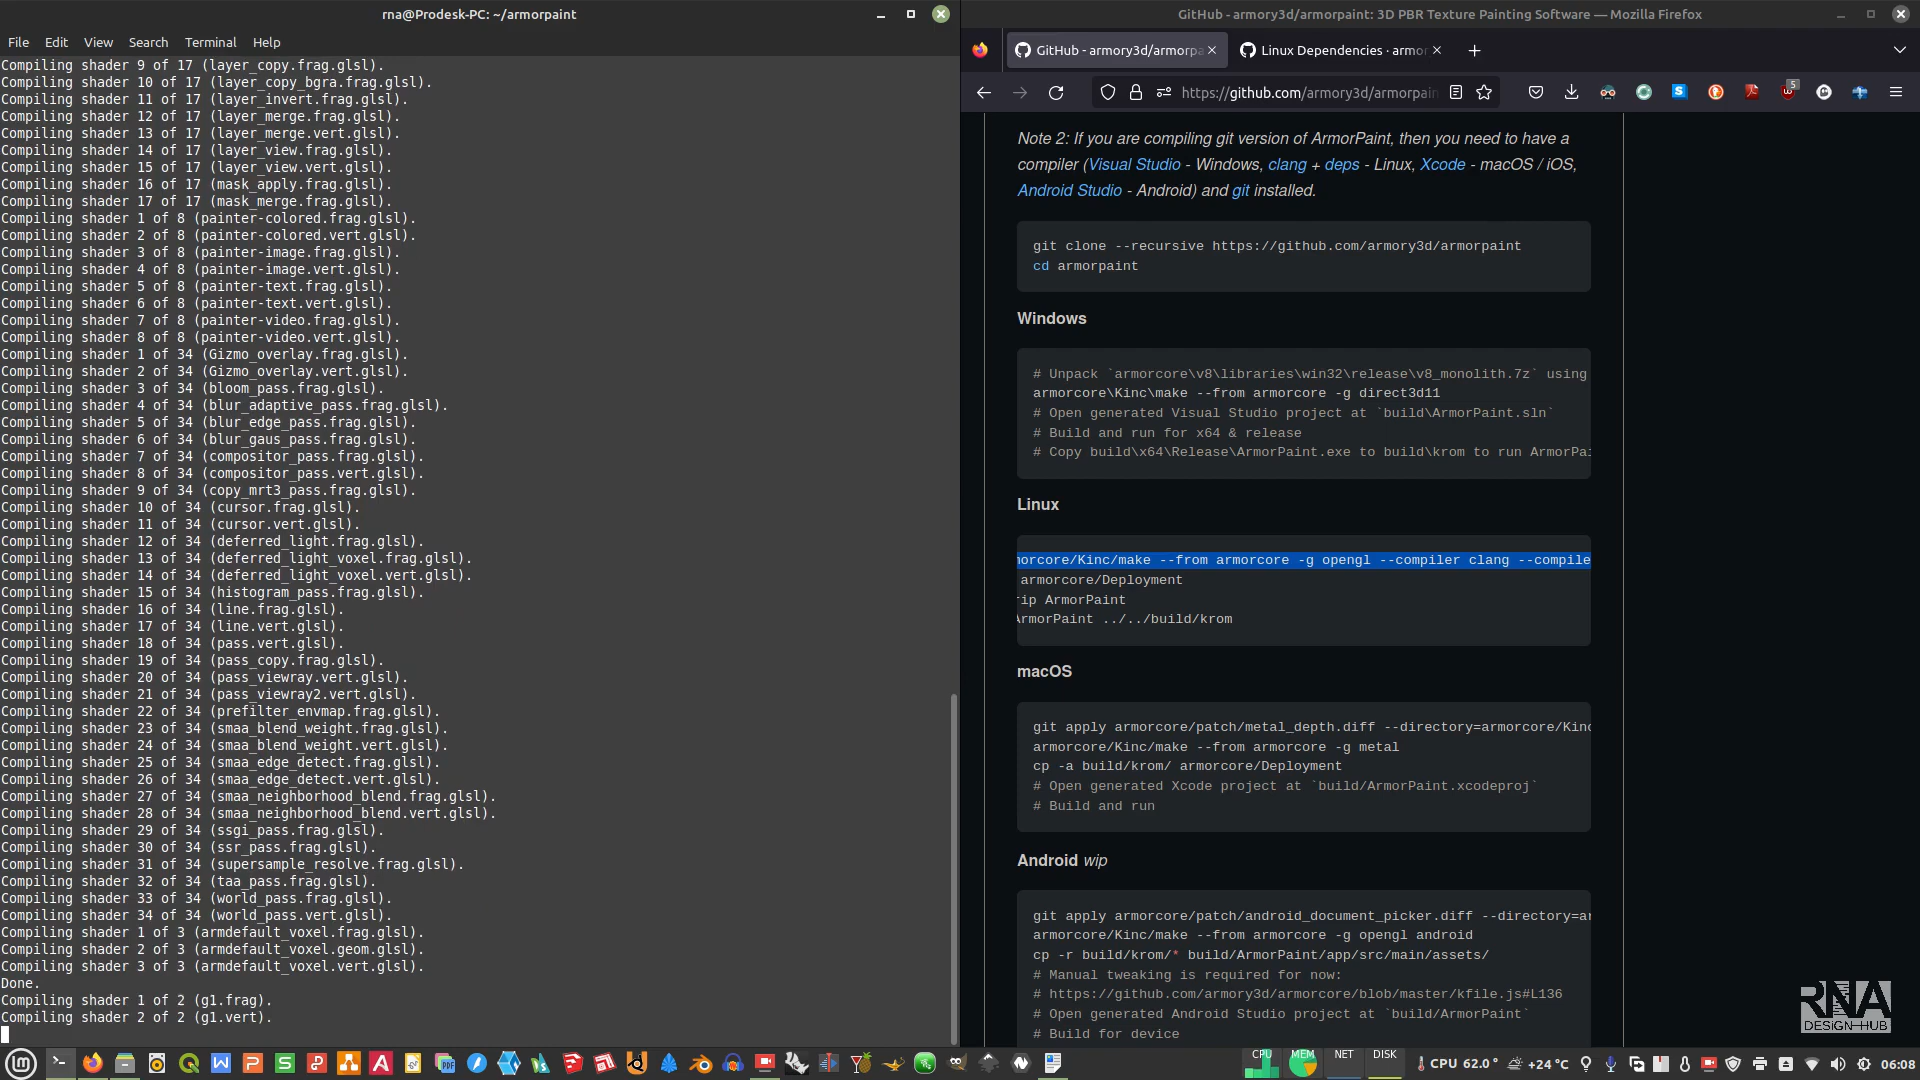 rna@Prodesk-PC: ~/armorpaint
File Edit View Search Terminal Help
Compiling shader 9 of 17 (layer_copy.frag.glsl).
Compiling shader 10 of 17 (layer_copy_bgra.frag.glsl).
Compiling shader 11 of 17 (layer_invert.frag.glsl).
Compiling shader 12 of 17 (layer_merge.frag.glsl).
Compiling shader 13 of 17 (layer_merge.vert.glsl).
Compiling shader 14 of 17 (layer_view.frag.glsl).
Compiling shader 15 of 17 (layer_view.vert.glsl).
Compiling shader 16 of 17 (mask_apply.frag.glsl).
Compiling shader 17 of 17 (mask_merge.frag.glsl).
Compiling shader 1 of 8 (painter-colored.frag.glsl).
Compiling shader 2 of 8 (painter-colored.vert.glsl).
Compiling shader 3 of 8 (painter-image.frag.glsl).
Compiling shader 4 of 8 (painter-image.vert.glsl).
Compiling shader 5 of 8 (painter-text.frag.glsl).
Compiling shader 6 of 8 (painter-text.vert.glsl).
Compiling shader 7 of 8 (painter-video.frag.glsl).
Compiling shader 8 of 8 (painter-video.vert.glsl).
Compiling shader 1 of 34 (Gizmo_overlay.frag.glsl).
Compiling shader 2 of 34 (Gizmo_overlay.vert.glsl).
Compiling shader 3 of 34 (bloom_pass.frag.glsl).
Compiling shader 4 of 34 (blur_adaptive_pass.frag.glsl).
Compiling shader 5 of 34 (blur_edge_pass.frag.glsl).
Compiling shader 6 of 34 (blur_gaus_pass.frag.glsl).
Compiling shader 7 of 34 (compositor_pass.frag.glsl).
Compiling shader 8 of 34 (compositor_pass.vert.glsl).
Compiling shader 9 of 34 (copy_mrt3_pass.frag.glsl).
Compiling shader 10 of 34 (cursor.frag.glsl).
Compiling shader 11 of 34 (cursor.vert.glsl).
Compiling shader 12 of 34 (deferred_light.frag.glsl).
Compiling shader 13 of 34 (deferred_light_voxel.frag.glsl).
Compiling shader 14 of 34 (deferred_light_voxel.vert.glsl).
Compiling shader 15 of 34 (histogram_pass.frag.glsl).
Compiling shader 16 of 34 (line.frag.glsl).
Compiling shader 17 of 34 (line.vert.glsl).
Compiling shader 18 of 34 (pass.vert.glsl).
Compiling shader 19 of 34 (pass_copy.frag.glsl).
Compiling shader 20 of 34 (pass_viewray.vert.glsl).
Compiling shader 21 of 34 (pass_viewray2.vert.glsl).
Compiling shader 22 of 34 (prefilter_envmap.frag.glsl).
Compiling shader 23 of 34 (smaa_blend_weight.frag.glsl).
Compiling shader 24 of 34 (smaa_blend_weight.vert.glsl).
Compiling shader 25 of 34 (smaa_edge_detect.frag.glsl).
Compiling shader 26 of 34 (smaa_edge_detect.vert.glsl).
Compiling shader 27 of 34 (smaa_neighborhood_blend.frag.glsl).
Compiling shader 28 of 34 (smaa_neighborhood_blend.vert.glsl).
Compiling shader 29 of 34 (ssgi_pass.frag.glsl).
Compiling shader 30 of 34 (ssr_pass.frag.glsl).
Compiling shader 31 of 34 (supersample_resolve.frag.glsl).
Compiling shader 32 of 34 (taa_pass.frag.glsl).
Compiling shader 33 of 34 (world_pass.frag.glsl).
Compiling shader 34 of 34 (world_pass.vert.glsl).
Compiling shader 1 of 3 (armdefault_voxel.frag.glsl).
Compiling shader 2 of 3 (armdefault_voxel.geom.glsl).
Compiling shader 3 of 3 (armdefault_voxel.vert.glsl).
Done.
Compiling shader 1 of 2 (g1.frag).
Compiling shader 2 of 2 (g1.vert).
GitHub - armory3d/armorpaint: 3D PBR Texture Painting Software — Mozilla Firefox
GitHub - armory3d/armorpa
Linux Dependencies · armor
https://github.com/armory3d/armorpain
Note 2: If you are compiling git version of ArmorPaint, then you need to have a
compiler (Visual Studio - Windows, clang + deps - Linux, Xcode - macOS / iOS,
Android Studio - Android) and git installed.
git clone --recursive https://github.com/armory3d/armorpaint
cd armorpaint
Windows
# Unpack `armorcore\v8\libraries\win32\release\v8_monolith.7z` using
armorcore\Kinc\make --from armorcore -g direct3d11
# Open generated Visual Studio project at `build\ArmorPaint.sln`
# Build and run for x64 & release
# Copy build\x64\Release\ArmorPaint.exe to build\krom to run ArmorPai
Linux
morcore/Kinc/make --from armorcore -g opengl --compiler clang --compile
armorcore/Deployment
rip ArmorPaint
ArmorPaint ../../build/krom
macOS
git apply armorcore/patch/metal_depth.diff --directory=armorcore/Kinc
armorcore/Kinc/make --from armorcore -g metal
cp -a build/krom/ armorcore/Deployment
# Open generated Xcode project at `build/ArmorPaint.xcodeproj`
# Build and run
Android wip
git apply armorcore/patch/android_document_picker.diff --directory=ar
armorcore/Kinc/make --from armorcore -g opengl android
cp -r build/krom/* build/ArmorPaint/app/src/main/assets/
# Manual tweaking is required for now:
# https://github.com/armory3d/armorcore/blob/master/kfile.js#L136
# Open generated Android Studio project at `build/ArmorPaint`
# Build for device
RNA
DESIGN-HUB
CPU MEM NET DISK CPU 62.0° +24°C 06:08